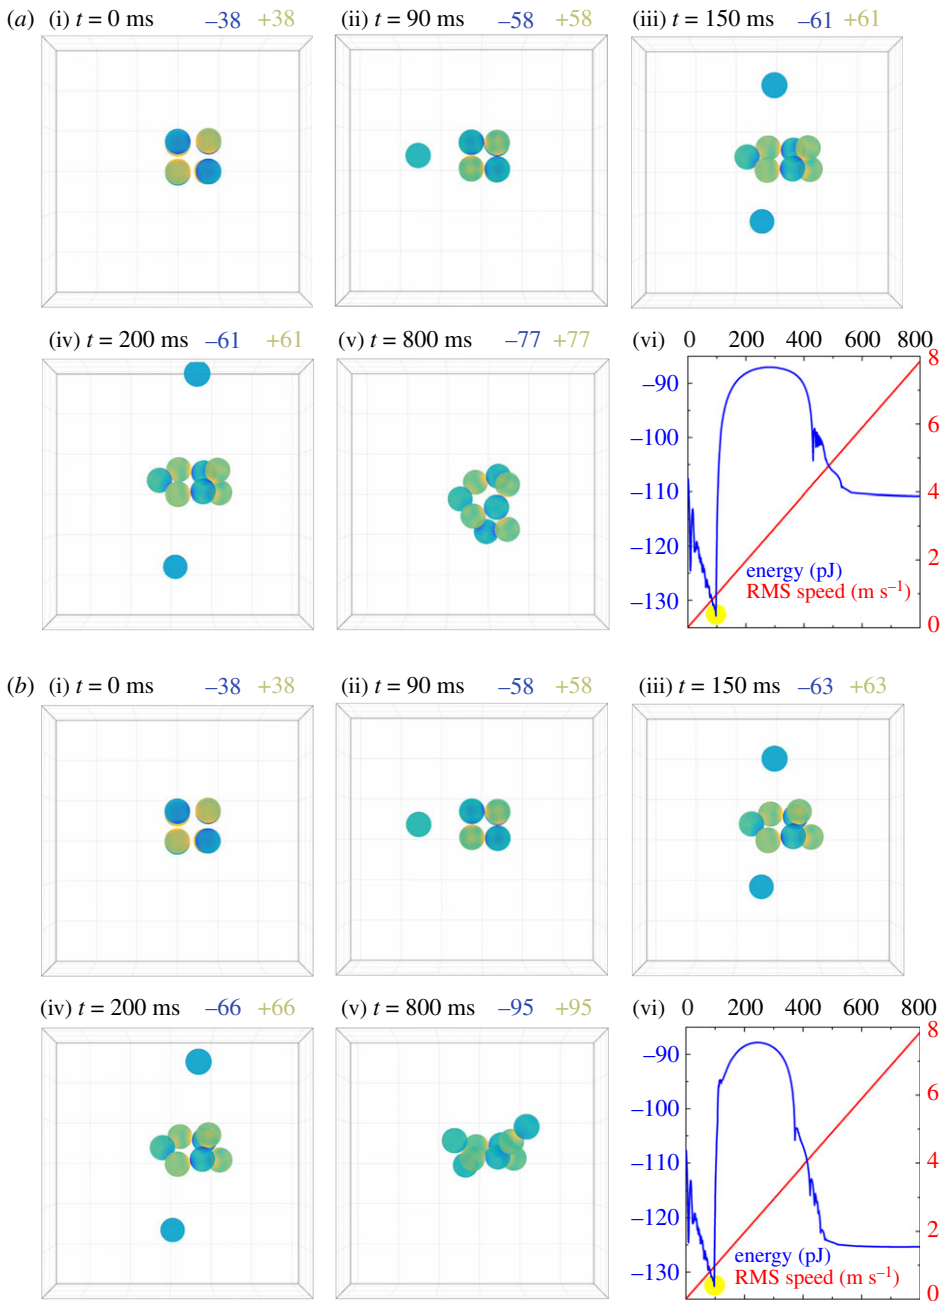 (a) (i) t = 0 ms –38 +38 (ii) t = 90 ms –58 +58 (iii) t = 150 ms –61 +61
(iv) t = 200 ms –61 +61 (v) t = 800 ms –77 +77 (vi) 0 200 400 600 800
8
–90
6
–100
–110
4
–120
2
energy (pJ)
RMS speed (m s⁻¹)
–130
0
(b) (i) t = 0 ms –38 +38 (ii) t = 90 ms –58 +58 (iii) t = 150 ms –63 +63
(iv) t = 200 ms –66 +66 (v) t = 800 ms –95 +95 (vi) 0 200 400 600 800
8
–90
6
–100
–110
4
–120
2
energy (pJ)
RMS speed (m s⁻¹)
–130
0